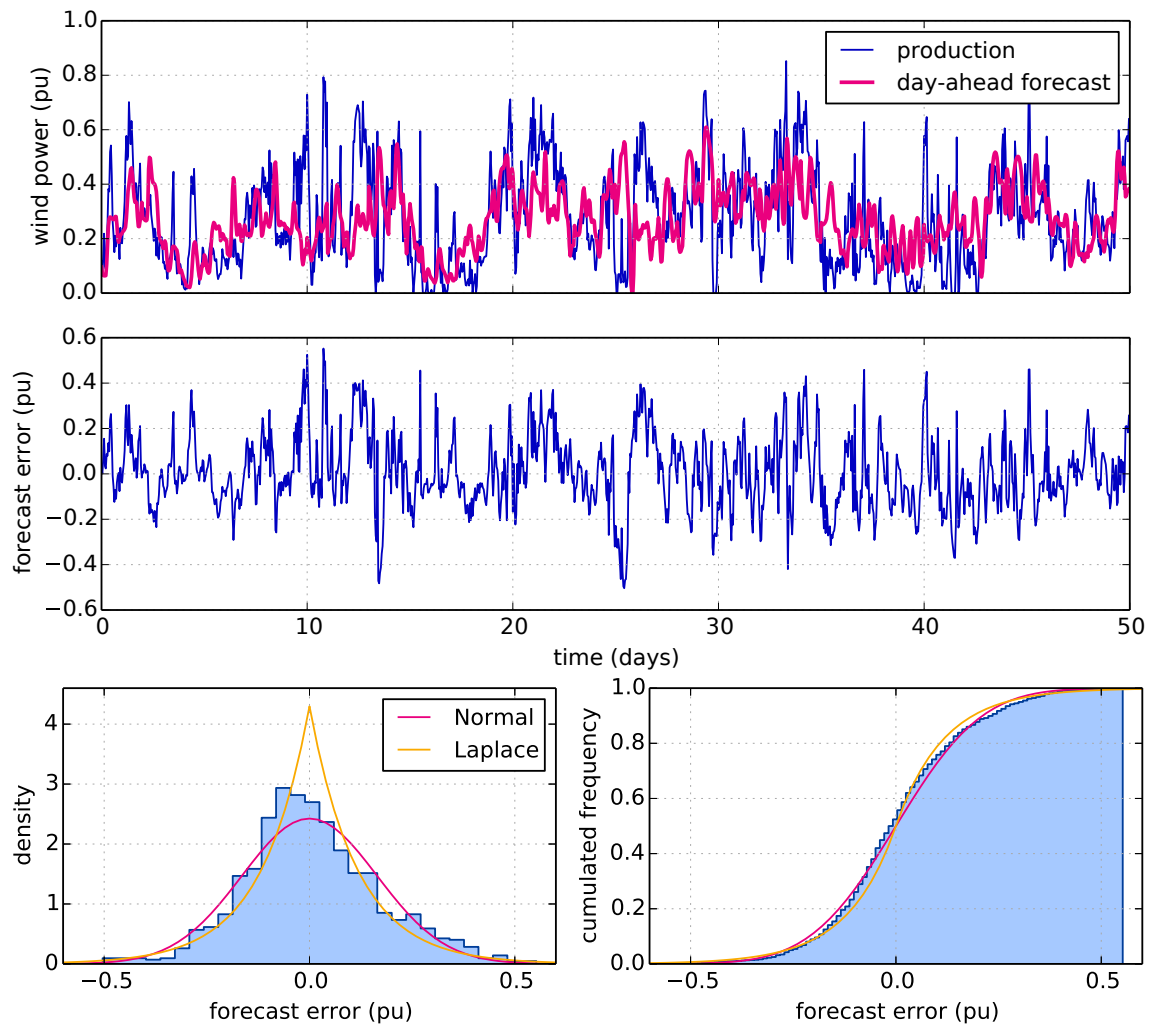 1.0
0.8
0.6
0.4
0.2
0.0
wind power (pu)
production
day-ahead forecast
0.6
0.4
0.2
0.0
−0.2
−0.4
−0.6
forecast error (pu)
0 10 20 30 40 50
time (days)
4
3
2
1
0
density
Normal
Laplace
−0.5 0.0 0.5
forecast error (pu)
1.0
0.8
0.6
0.4
0.2
0.0
cumulated frequency
−0.5 0.0 0.5
forecast error (pu)